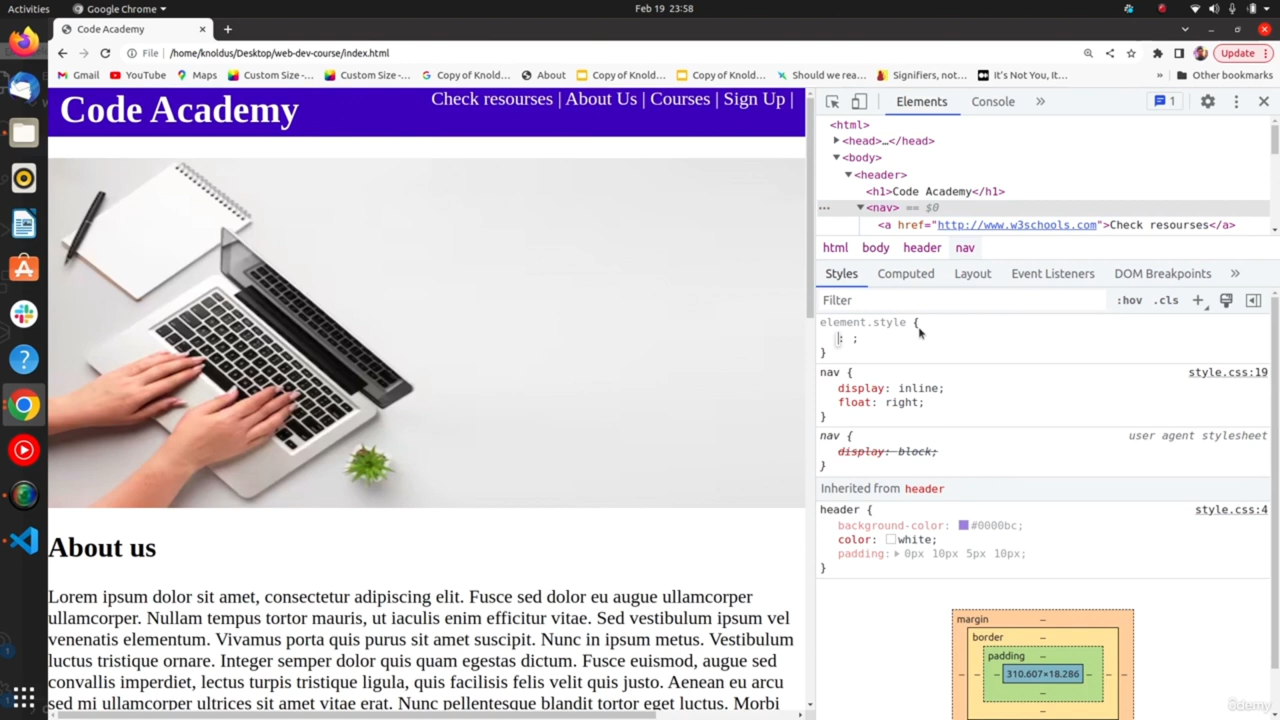 Activities
Google Chrome
Feb 19 23:58
Code Academy
File | /home/knoldus/Desktop/web-dev-course/index.html
Update
Gmail
YouTube
Maps
Custom Size -...
Custom Size -...
Copy of Knol...
About
Copy of Knold...
Copy of Knold...
Should we rea...
Signifiers, not...
It's Not You, It...
»
Other bookmarks
Code Academy
Check resourses | About Us | Courses | Sign Up |
About us
Lorem ipsum dolor sit amet, consectetur adipiscing elit. Fusce sed dolor eu augue ullamcorper
ullamcorper. Nullam tempus tortor mauris, ut iaculis enim efficitur vitae. Sed vestibulum ipsum vel
venenatis elementum. Vivamus porta quis purus sit amet suscipit. Nunc in ipsum metus. Vestibulum
luctus tristique ornare. Integer semper dolor quis quam egestas dictum. Fusce euismod, augue sed
convallis imperdiet, lectus turpis tristique ligula, quis facilisis felis velit quis justo. Aenean eu arcu
sed mi ullamcorper ultrices sit amet vitae erat. Nunc pellentesque blandit tortor eget luctus. Morbi
Elements
Console
»
1
<html>
<head>…</head>
<body>
<header>
<h1>Code Academy</h1>
… <nav> == $0
<a href="http://www.w3schools.com">Check resourses</a>
html body header nav
Styles Computed Layout Event Listeners DOM Breakpoints »
Filter
:hov .cls +
element.style {
: ;
}
nav { style.css:19
display: inline;
float: right;
}
nav { user agent stylesheet
display: block;
}
Inherited from header
header { style.css:4
background-color: #0000bc;
color: white;
padding: 0px 10px 5px 10px;
}
margin –
border –
padding –
– – – 310.607×18.286 – – –
–
–
ûdemy